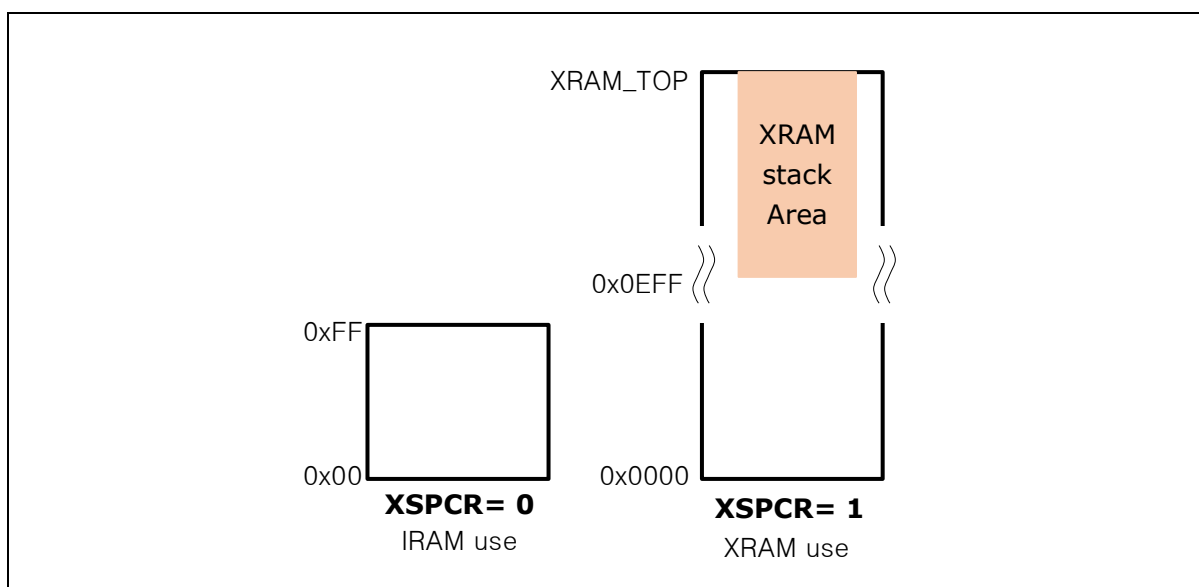 XRAM_TOP
XRAM
stack
Area
0x0EFF
0xFF
0x00
0x0000
XSPCR= 0
IRAM use
XSPCR= 1
XRAM use